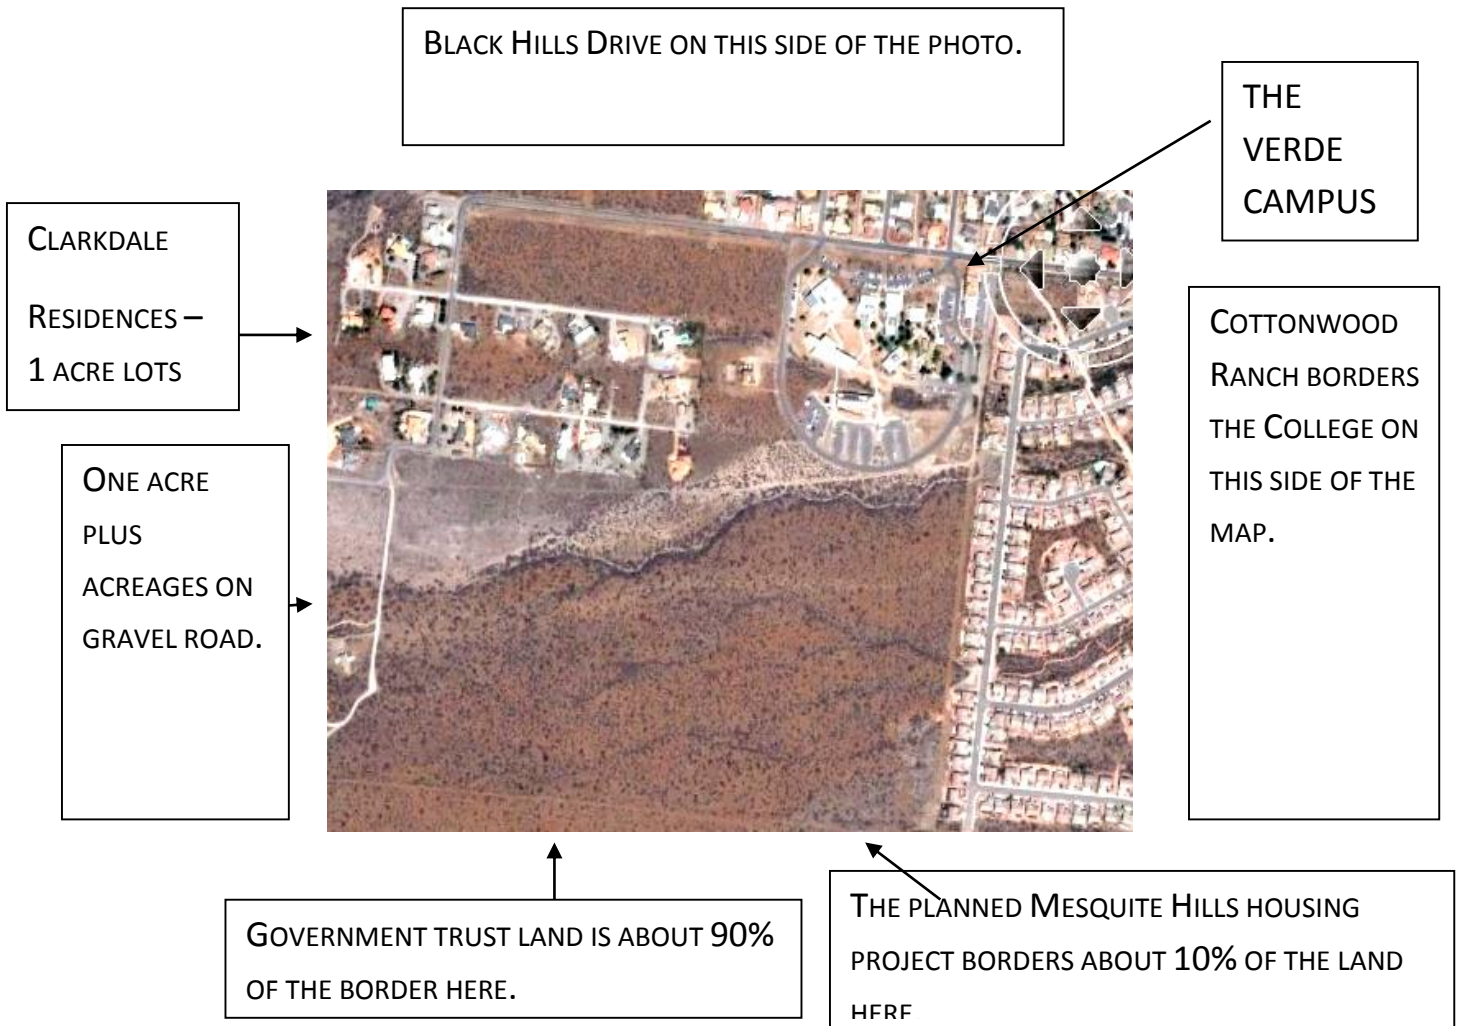 BLACK HILLS DRIVE ON THIS SIDE OF THE PHOTO.
THE
VERDE
CAMPUS
CLARKDALE
RESIDENCES –
1 ACRE LOTS
COTTONWOOD
RANCH BORDERS
THE COLLEGE ON
THIS SIDE OF THE
MAP.
ONE ACRE
PLUS
ACREAGES ON
GRAVEL ROAD.
GOVERNMENT TRUST LAND IS ABOUT 90%
OF THE BORDER HERE.
THE PLANNED MESQUITE HILLS HOUSING
PROJECT BORDERS ABOUT 10% OF THE LAND
HERE